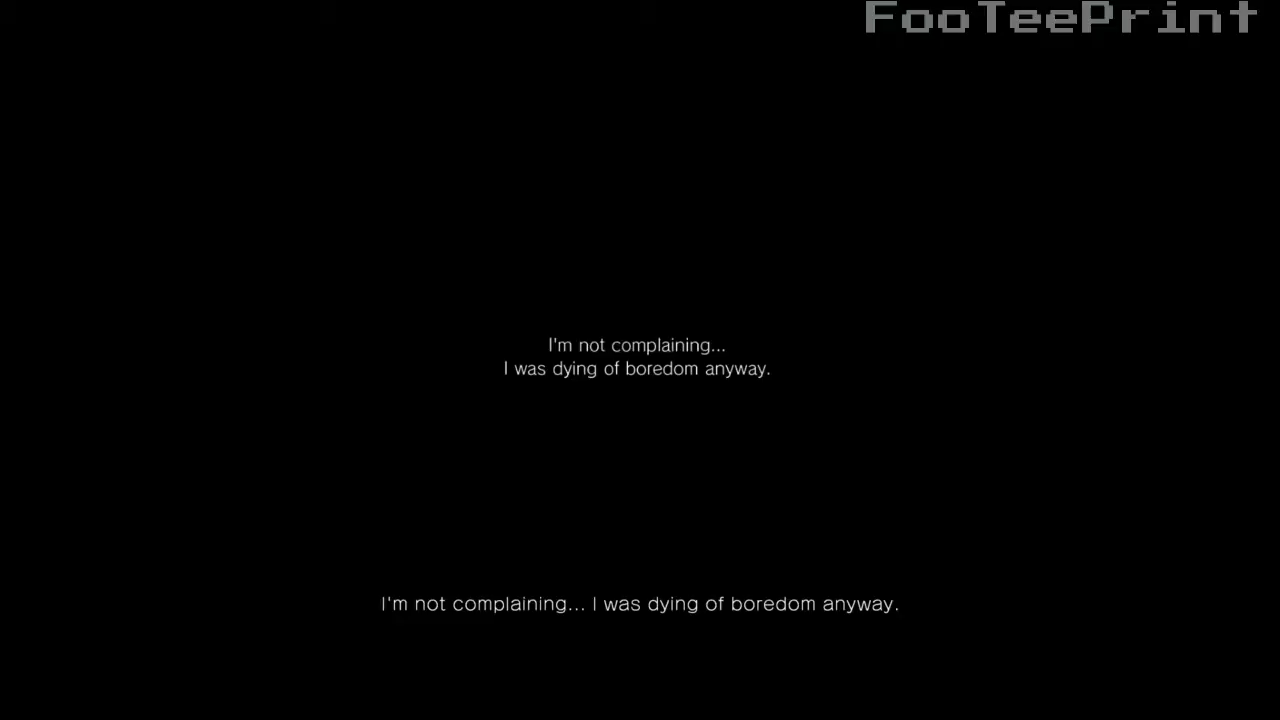 FooTeePrint
I'm not complaining...
I was dying of boredom anyway.
I'm not complaining... I was dying of boredom anyway.